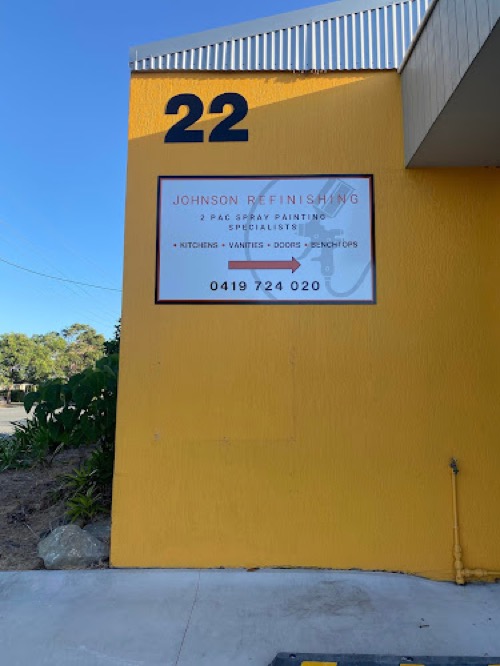 22
JOHNSON REFINISHING
2 PAC SPRAY PAINTING
SPECIALISTS
• KITCHENS • VANITIES • DOORS • BENCHTOPS
0419 724 020